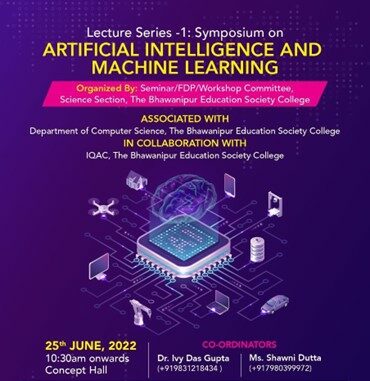 Lecture Series -1: Symposium on
ARTIFICIAL INTELLIGENCE AND
MACHINE LEARNING
Organized By: Seminar/FDP/Workshop Committee,
Science Section, The Bhawanipur Education Society College
ASSOCIATED WITH
Department of Computer Science, The Bhawanipur Education Society College
IN COLLABORATION WITH
IQAC, The Bhawanipur Education Society College
25th JUNE, 2022
10:30am onwards
Concept Hall
CO-ORDINATORS
Dr. Ivy Das Gupta
(+919831218434 )
Ms. Shawni Dutta
(+917980399972)